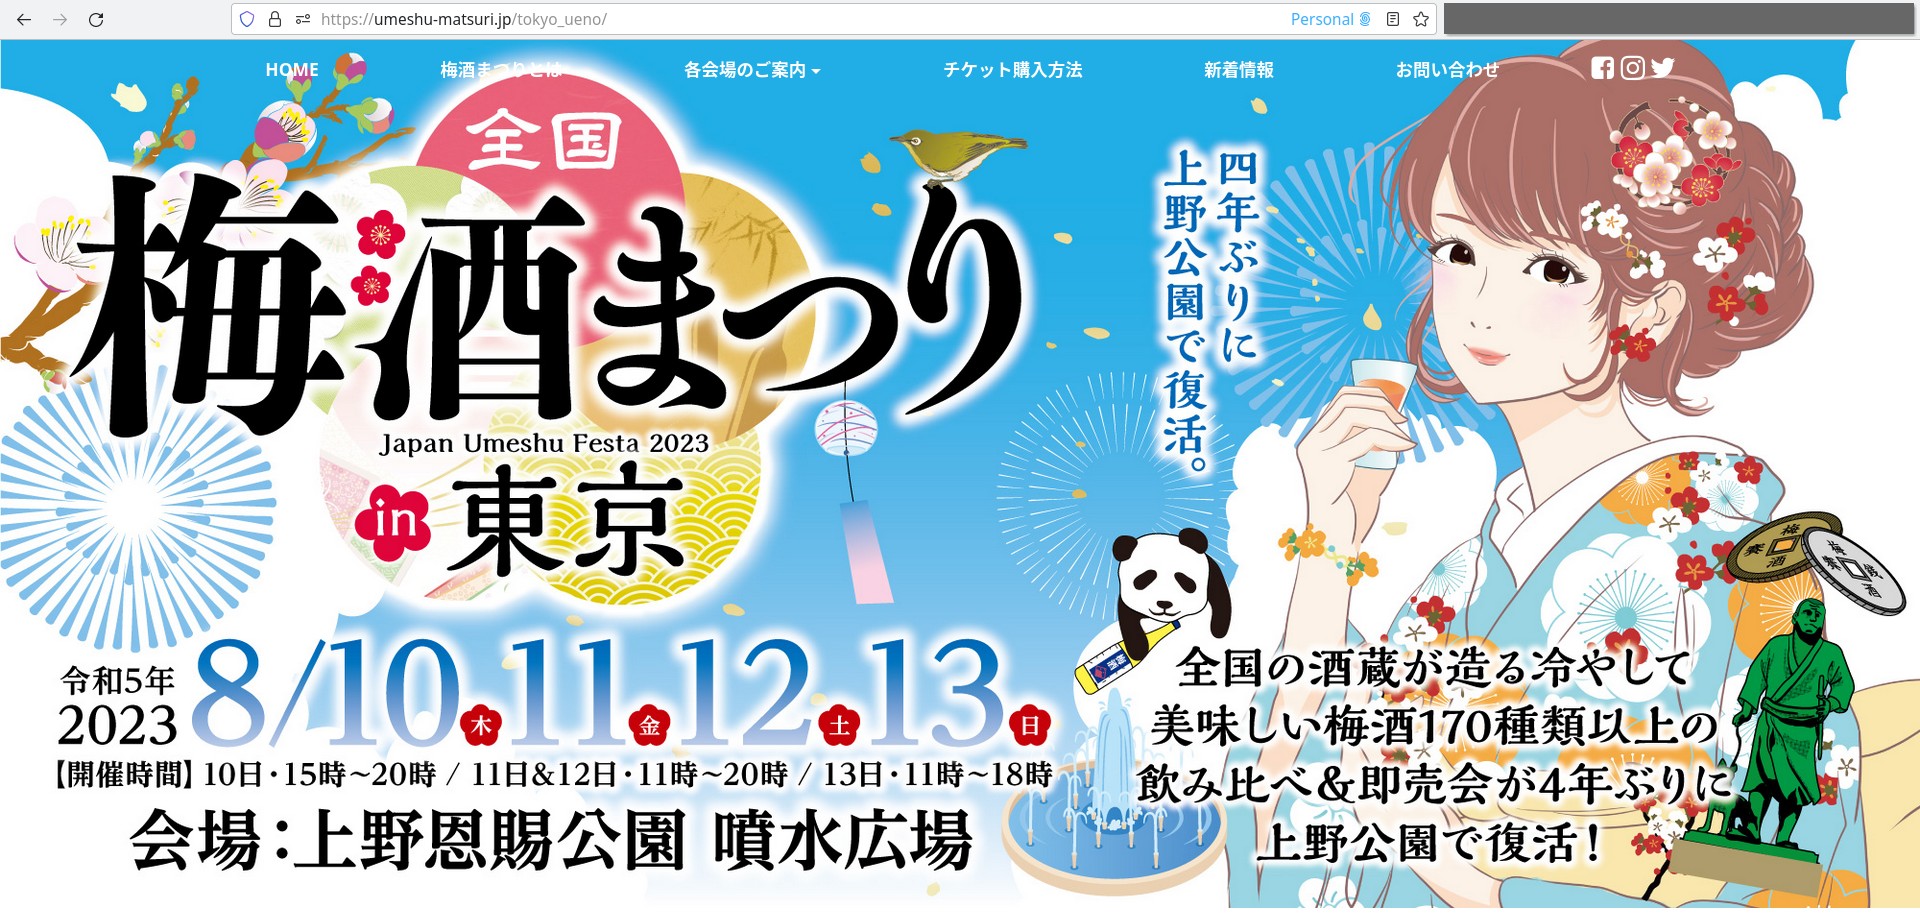 https://umeshu-matsuri.jp/tokyo_ueno/
Personal
HOME
梅酒まつりとは
各会場のご案内
チケット購入方法
新着情報
お問い合わせ
全国
梅酒まつり
Japan Umeshu Festa 2023
in 東京
四年ぶりに
上野公園で復活。
令和5年
2023
8/10木11金12土13日
【開催時間】10日・15時~20時 / 11日&12日・11時~20時 / 13日・11時~18時
会場:上野恩賜公園 噴水広場
梅酒
全国の酒蔵が造る冷やして
美味しい梅酒170種類以上の
飲み比べ&即売会が4年ぶりに
上野公園で復活!